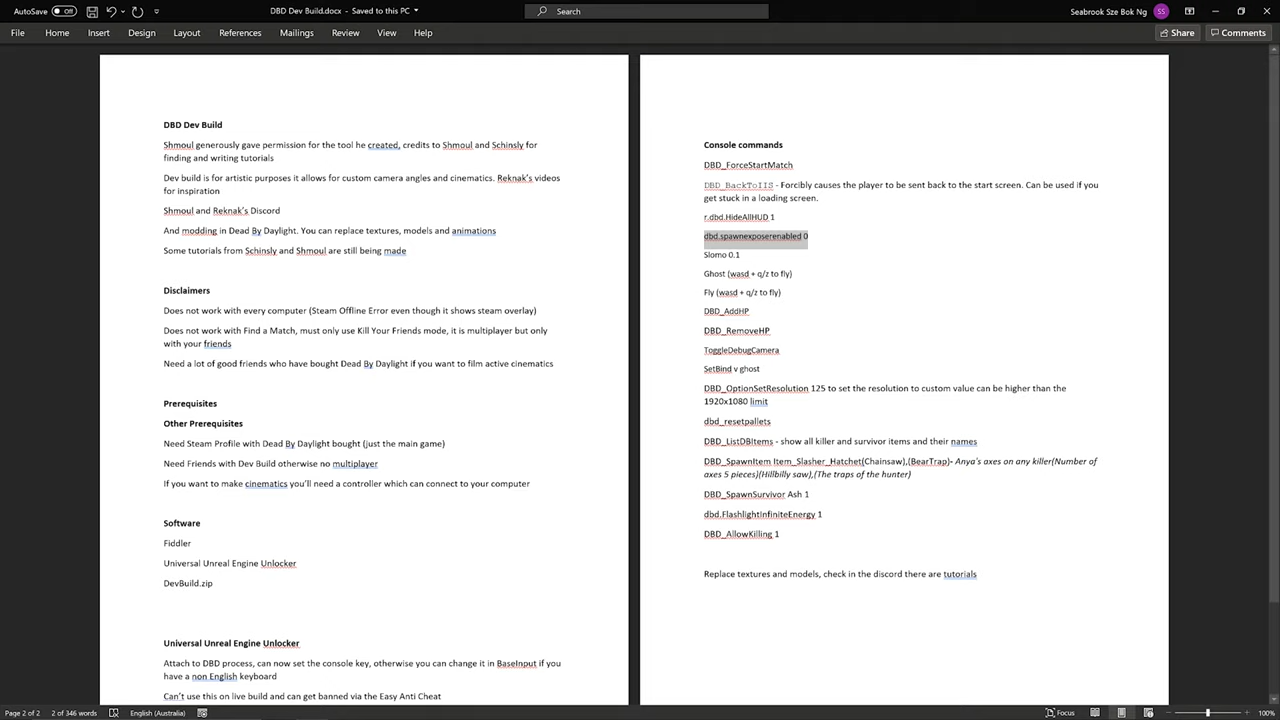 AutoSave Off
DBD Dev Build.docx - Saved to this PC
Search
Seabrook Sze Bok Ng SS
File Home Insert Design Layout References Mailings Review View Help
Share Comments
DBD Dev Build
Shmoul generously gave permission for the tool he created, credits to Shmoul and Schinsly for
finding and writing tutorials
Dev build is for artistic purposes it allows for custom camera angles and cinematics. Reknak's videos
for inspiration
Shmoul and Reknak's Discord
And modding in Dead By Daylight. You can replace textures, models and animations
Some tutorials from Schinsly and Shmoul are still being made
Disclaimers
Does not work with every computer (Steam Offline Error even though it shows steam overlay)
Does not work with Find a Match, must only use Kill Your Friends mode, it is multiplayer but only
with your friends
Need a lot of good friends who have bought Dead By Daylight if you want to film active cinematics
Prerequisites
Other Prerequisites
Need Steam Profile with Dead By Daylight bought (just the main game)
Need Friends with Dev Build otherwise no multiplayer
If you want to make cinematics you'll need a controller which can connect to your computer
Software
Fiddler
Universal Unreal Engine Unlocker
DevBuild.zip
Universal Unreal Engine Unlocker
Attach to DBD process, can now set the console key, otherwise you can change it in BaseInput if you
have a non English keyboard
Can't use this on live build and can get banned via the Easy Anti Cheat
Console commands
DBD_ForceStartMatch
DBD_BackToIIS - Forcibly causes the player to be sent back to the start screen. Can be used if you
get stuck in a loading screen.
r.dbd.HideAllHUD 1
dbd.spawnexposerenabled 0
Slomo 0.1
Ghost (wasd + q/z to fly)
Fly (wasd + q/z to fly)
DBD_AddHP
DBD_RemoveHP
ToggleDebugCamera
SetBind v ghost
DBD_OptionSetResolution 125 to set the resolution to custom value can be higher than the
1920x1080 limit
dbd_resetpallets
DBD_ListDBItems - show all killer and survivor items and their names
DBD_SpawnItem Item_Slasher_Hatchet(Chainsaw),(BearTrap)- Anya's axes on any killer(Number of
axes 5 pieces)(Hillbilly saw),(The traps of the hunter)
DBD_SpawnSurvivor Ash 1
dbd.FlashlightInfiniteEnergy 1
DBD_AllowKilling 1
Replace textures and models, check in the discord there are tutorials
Page 2 of 2 2 of 346 words English (Australia)
Focus 100%